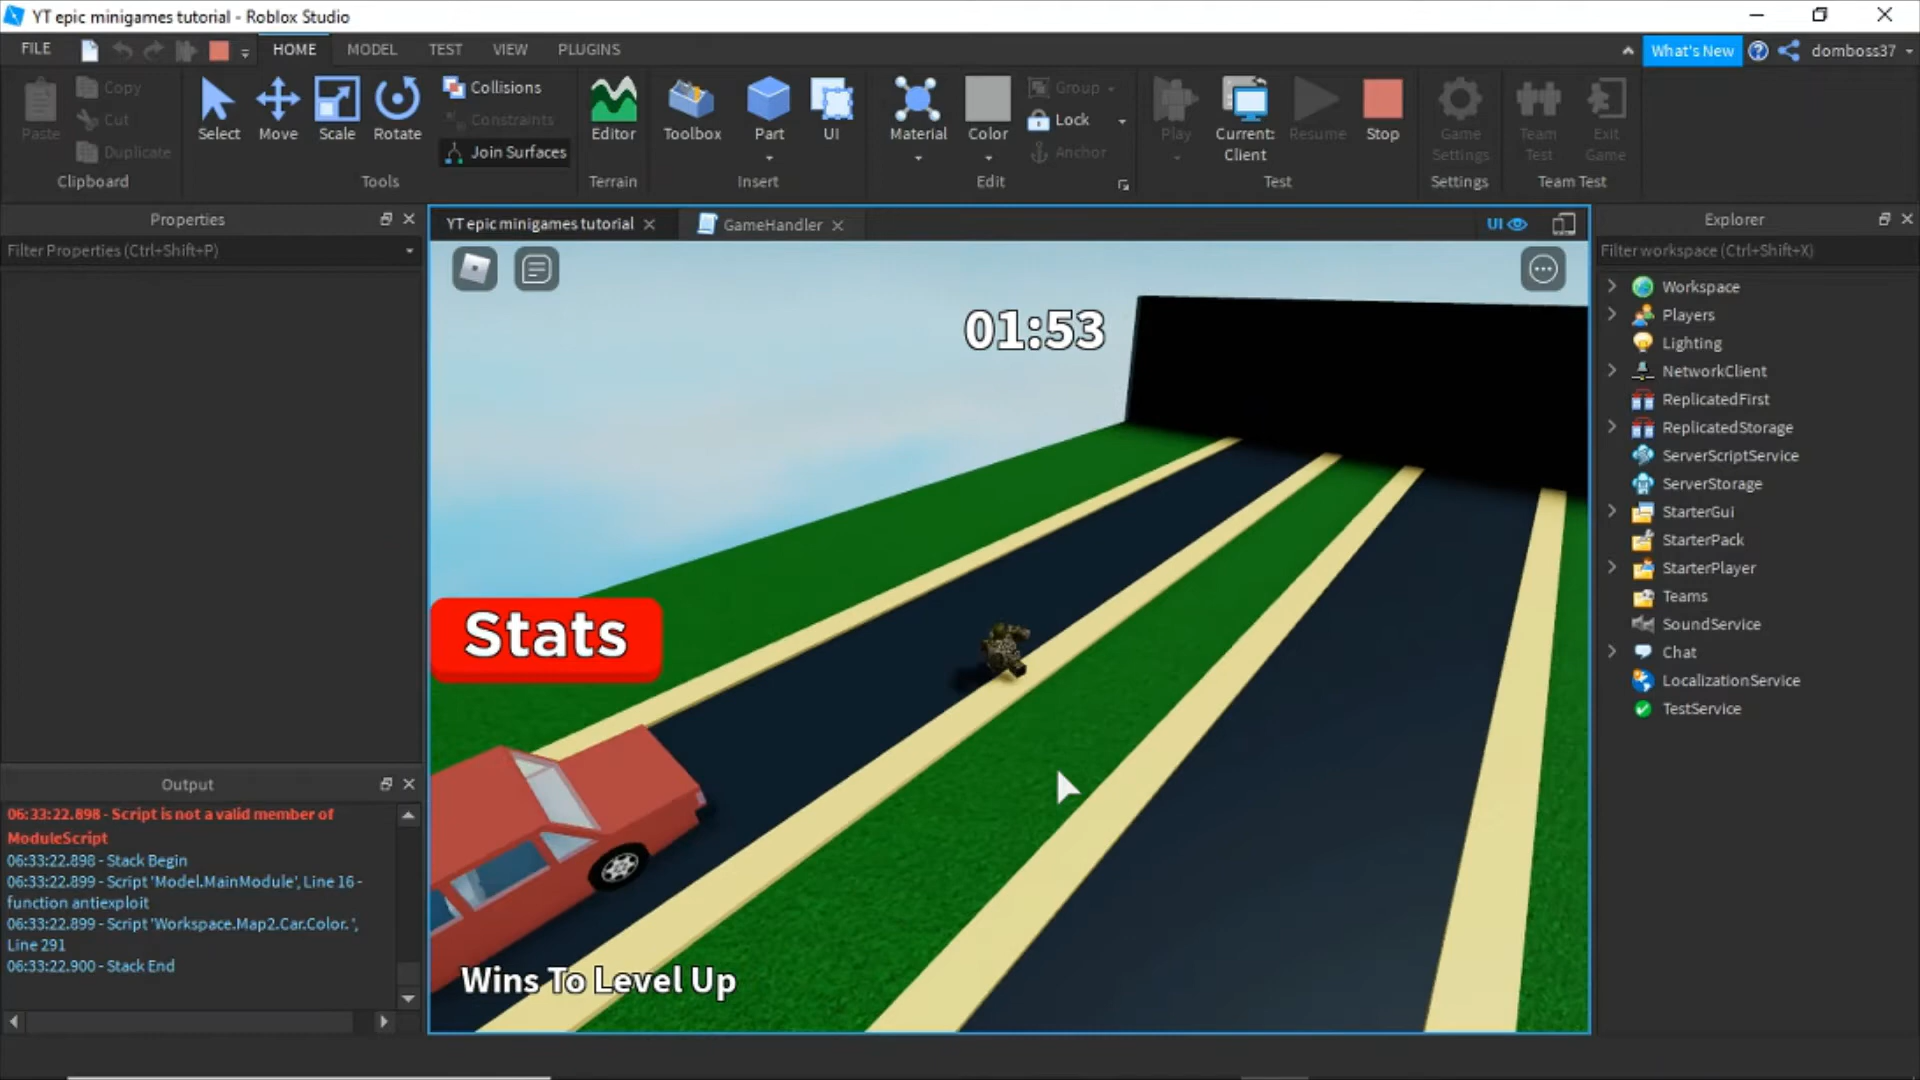 YT epic minigames tutorial - Roblox Studio
FILE
HOME
MODEL
TEST
VIEW
PLUGINS
What's New
domboss37
Paste
Copy
Cut
Duplicate
Clipboard
Select
Move
Scale
Rotate
Collisions
Constraints
Join Surfaces
Tools
Editor
Terrain
Toolbox
Part
UI
Insert
Material
Color
Group
Lock
Anchor
Edit
Play
Current:
Client
Resume
Stop
Test
Game
Settings
Settings
Team
Test
Exit
Game
Team Test
Properties
Filter Properties (Ctrl+Shift+P)
YT epic minigames tutorial
GameHandler
UI
01:53
Stats
Wins To Level Up
Output
06:33:22.898 - Script is not a valid member of
ModuleScript
06:33:22.898 - Stack Begin
06:33:22.899 - Script 'Model.MainModule', Line 16 -
function antiexploit
06:33:22.899 - Script 'Workspace.Map2.Car.Color. ',
Line 291
06:33:22.900 - Stack End
Explorer
Filter workspace (Ctrl+Shift+X)
Workspace
Players
Lighting
NetworkClient
ReplicatedFirst
ReplicatedStorage
ServerScriptService
ServerStorage
StarterGui
StarterPack
StarterPlayer
Teams
SoundService
Chat
LocalizationService
TestService